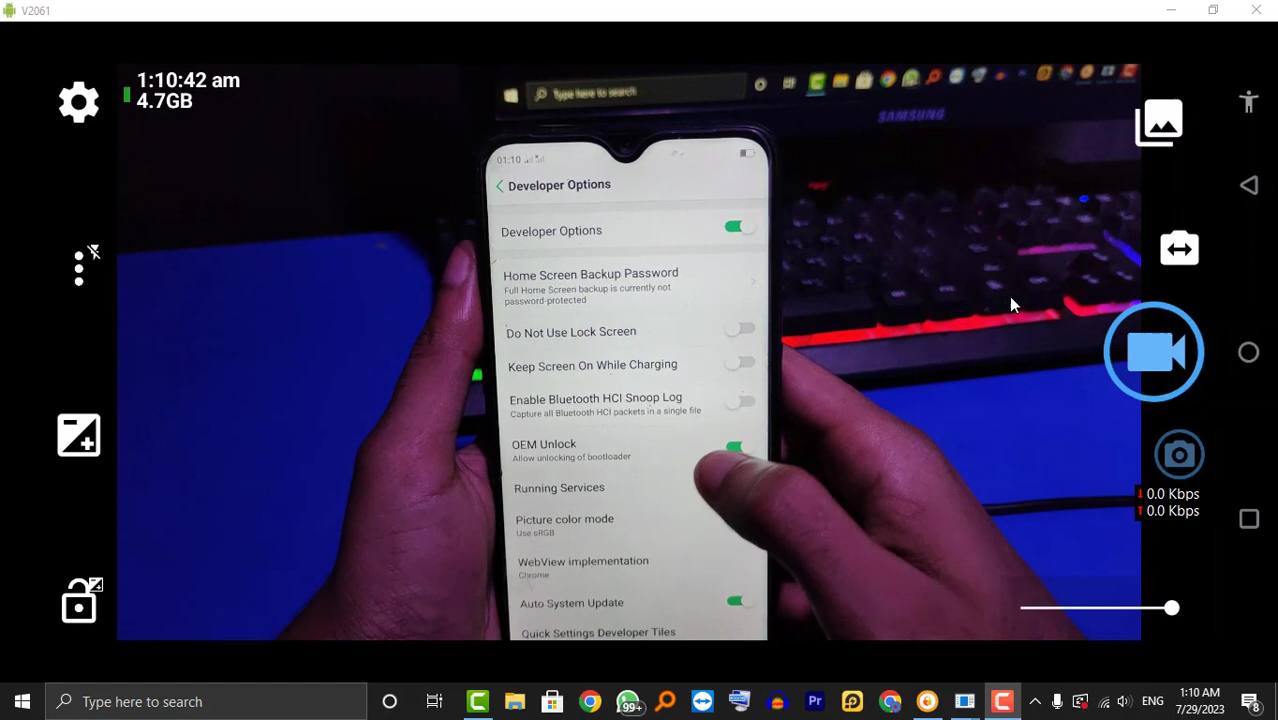 V2061
1:10:42 am
4.7GB
Type here to search
SAMSUNG
01:10
Developer Options
Developer Options
Home Screen Backup Password
Full Home Screen backup is currently not
password-protected
Do Not Use Lock Screen
Keep Screen On While Charging
Enable Bluetooth HCI Snoop Log
Capture all Bluetooth HCI packets in a single file
OEM Unlock
Allow unlocking of bootloader
Running Services
Picture color mode
Use sRGB
WebView implementation
Chrome
Auto System Update
Quick Settings Developer Tiles
0.0 Kbps
0.0 Kbps
Type here to search
99+
Pr
ENG
1:10 AM
7/29/2023
8